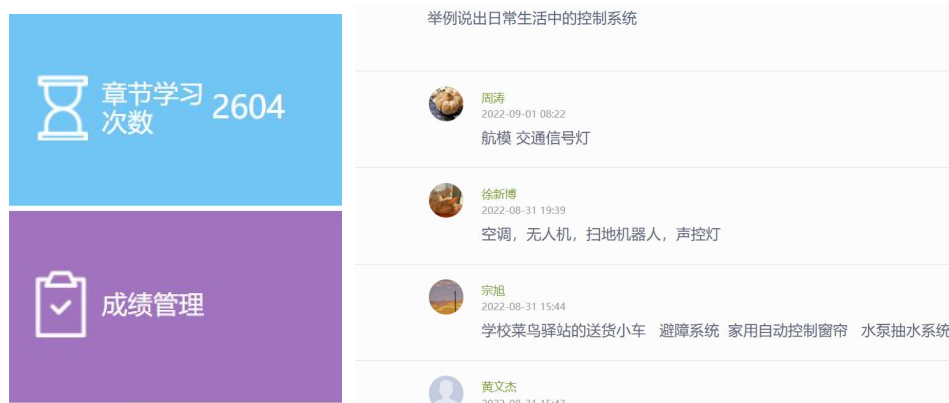 章节学习
次数
2604
成绩管理
举例说出日常生活中的控制系统
周涛
2022-09-01 08:22
航模 交通信号灯
徐新博
2022-08-31 19:39
空调，无人机，扫地机器人，声控灯
宗旭
2022-08-31 15:44
学校菜鸟驿站的送货小车 避障系统 家用自动控制窗帘 水泵抽水系统
黄文杰
2022-08-31 15:43